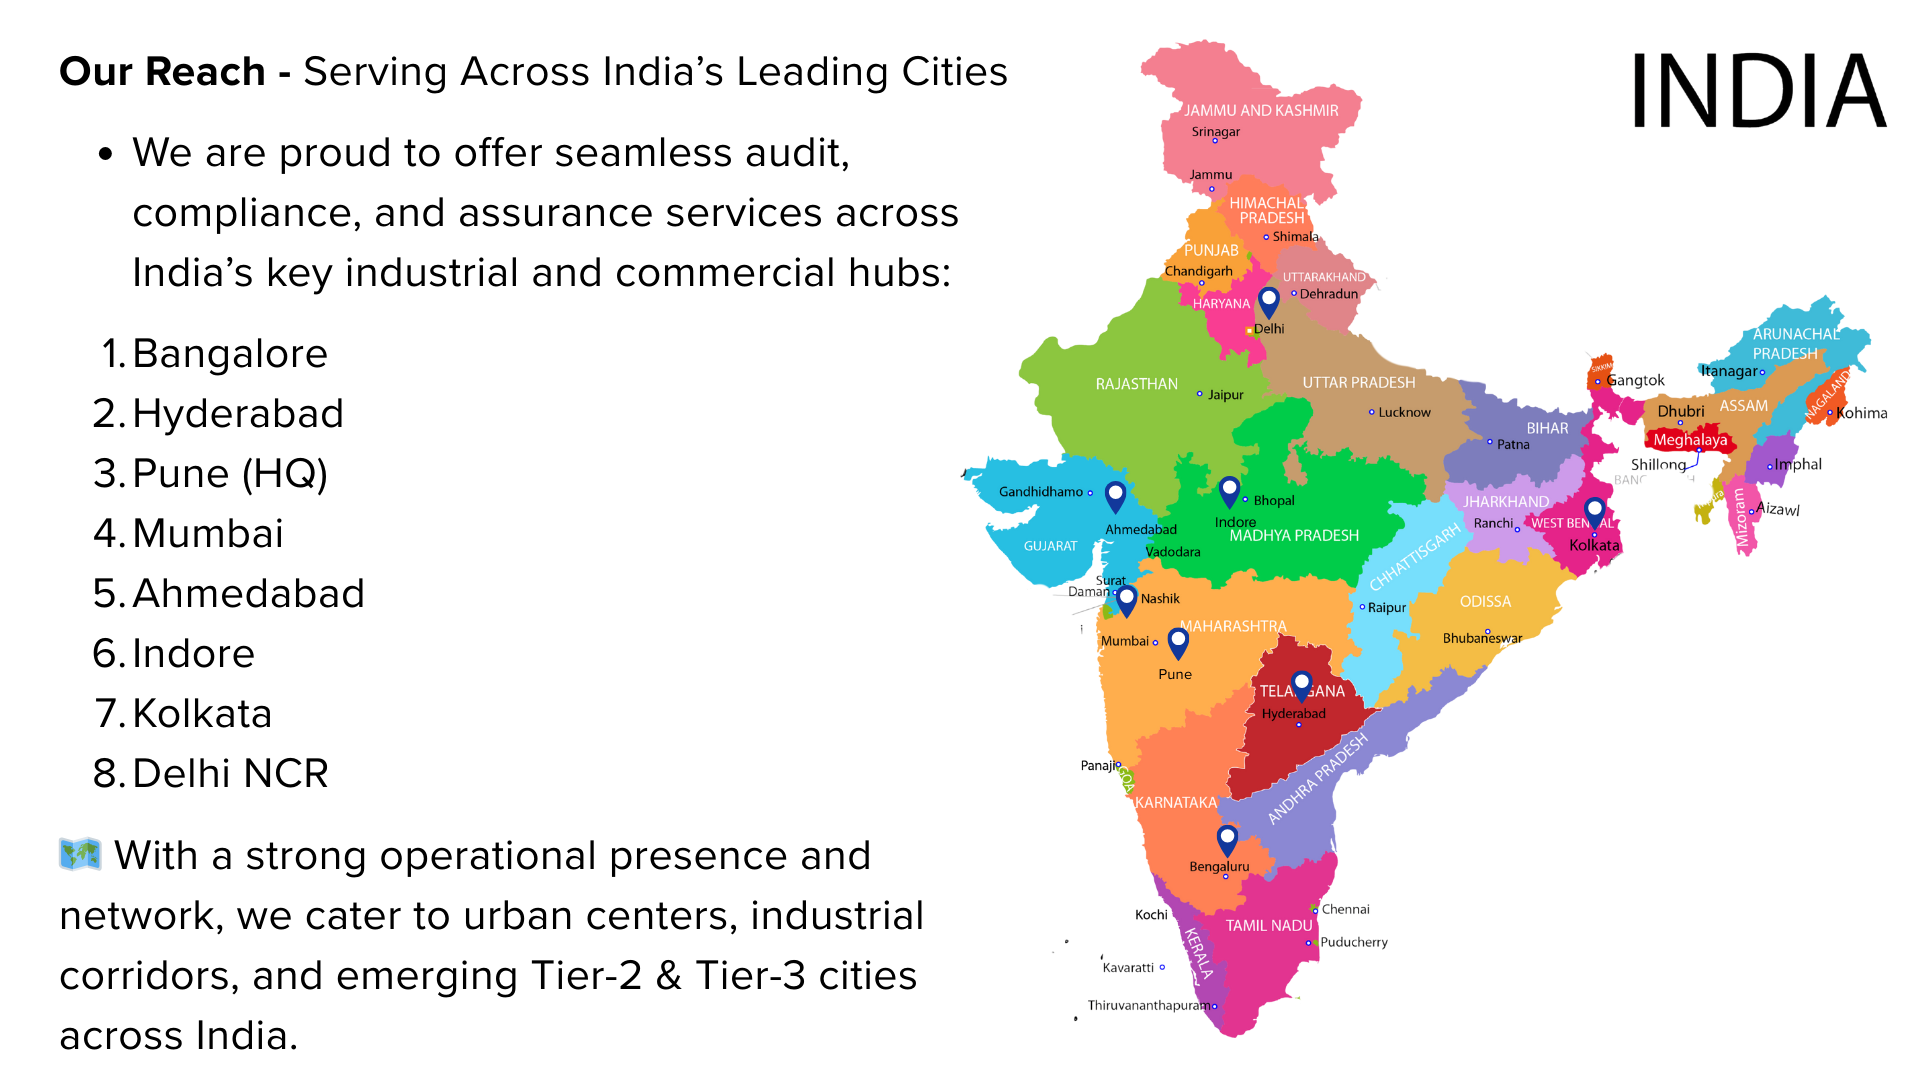 Our Reach - Serving Across India’s Leading Cities
• We are proud to offer seamless audit,
compliance, and assurance services across
India’s key industrial and commercial hubs:
1. Bangalore
2. Hyderabad
3. Pune (HQ)
4. Mumbai
5. Ahmedabad
6. Indore
7. Kolkata
8. Delhi NCR
🗺️ With a strong operational presence and
network, we cater to urban centers, industrial
corridors, and emerging Tier-2 & Tier-3 cities
across India.
INDIA
JAMMU AND KASHMIR
Srinagar
Jammu
HIMACHAL
PRADESH
Shimala
PUNJAB
Chandigarh
UTTARAKHAND
Dehradun
HARYANA
Delhi
RAJASTHAN
Jaipur
UTTAR PRADESH
Lucknow
BIHAR
Patna
SIKKIM
Gangtok
ARUNACHAL
PRADESH
Itanagar
ASSAM
Dhubri
NAGALAND
Kohima
Meghalaya
Shillong
Imphal
Mizoram
Aizawl
Gandhidhamo
Ahmedabad
GUJARAT
Vadodara
Surat
Daman
Bhopal
Indore
MADHYA PRADESH
JHARKHAND
Ranchi
WEST BENGAL
Kolkata
CHHATTISGARH
Raipur
ODISSA
Bhubaneswar
Nashik
MAHARASHTRA
Mumbai
Pune
TELANGANA
Hyderabad
ANDHRA PRADESH
Panaji
GOA
KARNATAKA
Bengaluru
Kochi
KERALA
TAMIL NADU
Chennai
Puducherry
Kavaratti
Thiruvananthapuram